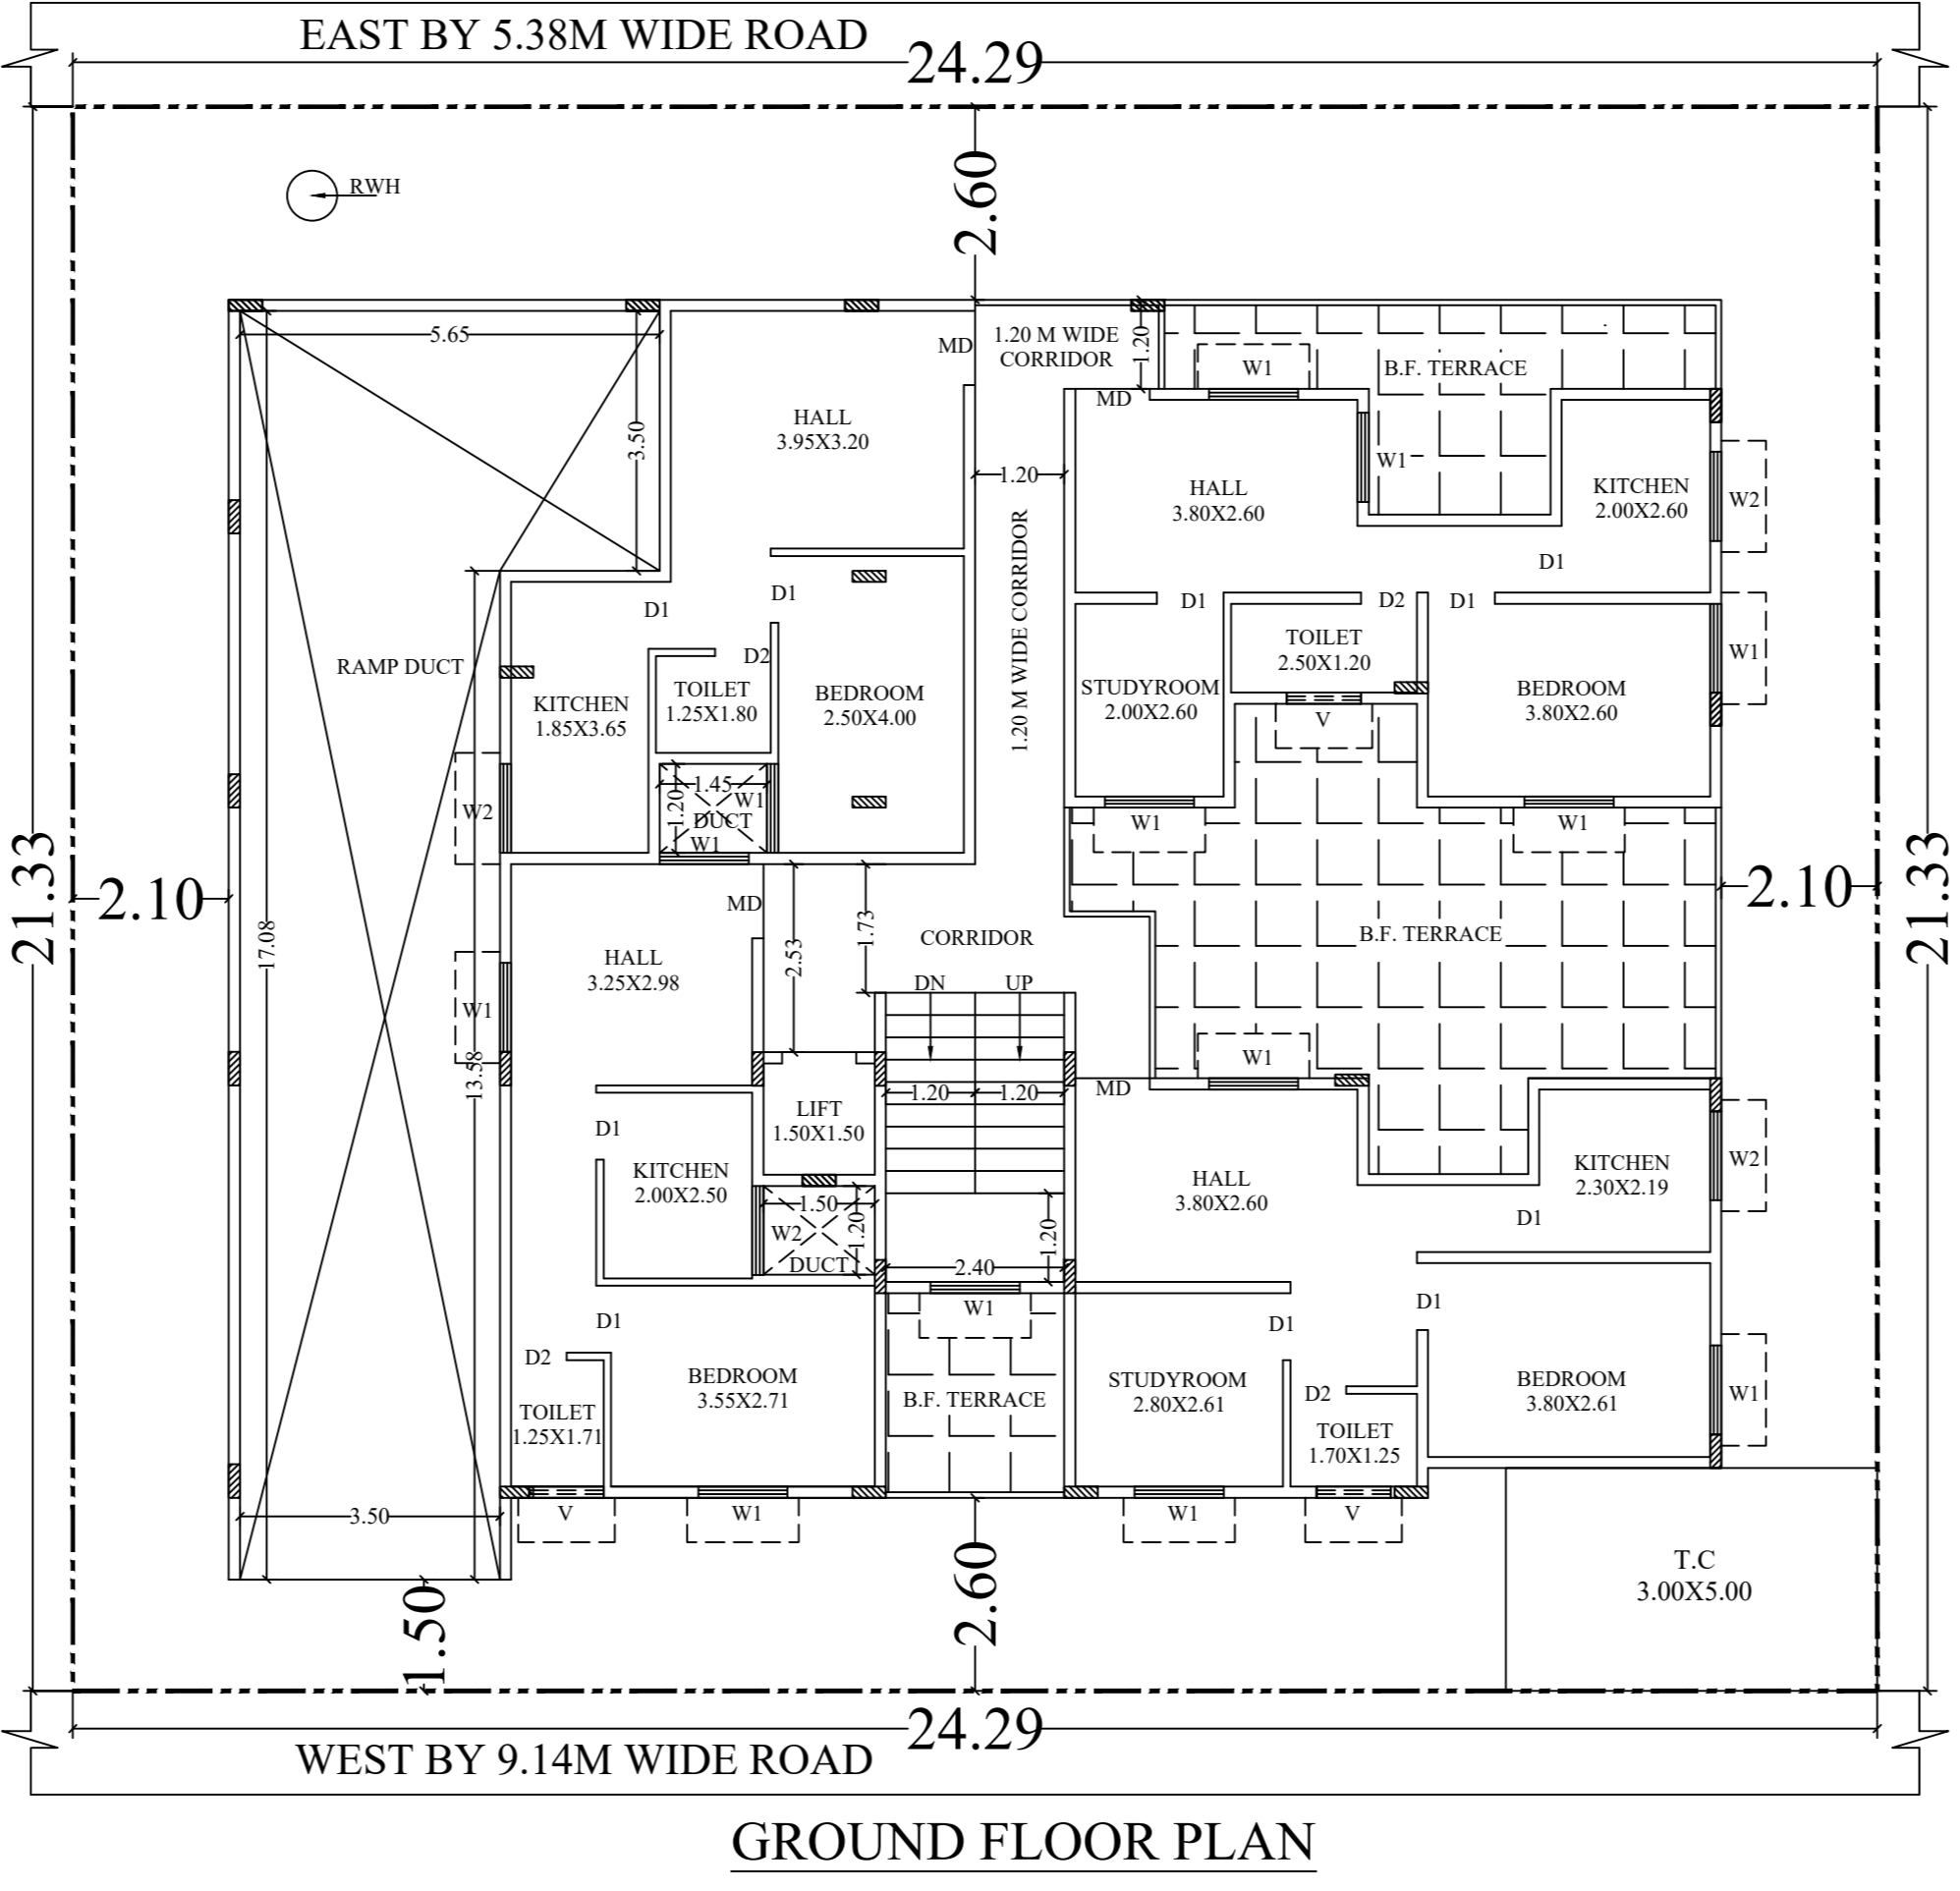 EAST BY 5.38M WIDE ROAD
24.29
2.60
RWH
5.65
MD
1.20 M WIDE
CORRIDOR
1.20
W1
B.F. TERRACE
MD
HALL
3.95X3.20
3.50
1.20
W1
HALL
3.80X2.60
KITCHEN
2.00X2.60
W2
D1
1.20 M WIDE CORRIDOR
D1
D1
D1
D2
D1
RAMP DUCT
D2
TOILET
2.50X1.20
W1
KITCHEN
1.85X3.65
TOILET
1.25X1.80
BEDROOM
2.50X4.00
STUDYROOM
2.00X2.60
V
BEDROOM
3.80X2.60
1.45
1.20
W1
DUCT
W1
W2
W1
W1
21.33
2.10
17.08
MD
2.53
1.73
CORRIDOR
B.F. TERRACE
2.10
21.33
HALL
3.25X2.98
DN
UP
W1
W1
13.58
1.20
1.20
MD
LIFT
1.50X1.50
D1
KITCHEN
2.00X2.50
HALL
3.80X2.60
KITCHEN
2.30X2.19
W2
1.50
W2
1.20
DUCT
1.20
D1
2.40
W1
D1
D1
D1
D2
BEDROOM
3.55X2.71
B.F. TERRACE
STUDYROOM
2.80X2.61
D2
BEDROOM
3.80X2.61
W1
TOILET
1.25X1.71
TOILET
1.70X1.25
3.50
V
W1
W1
V
1.50
2.60
T.C
3.00X5.00
24.29
WEST BY 9.14M WIDE ROAD
GROUND FLOOR PLAN